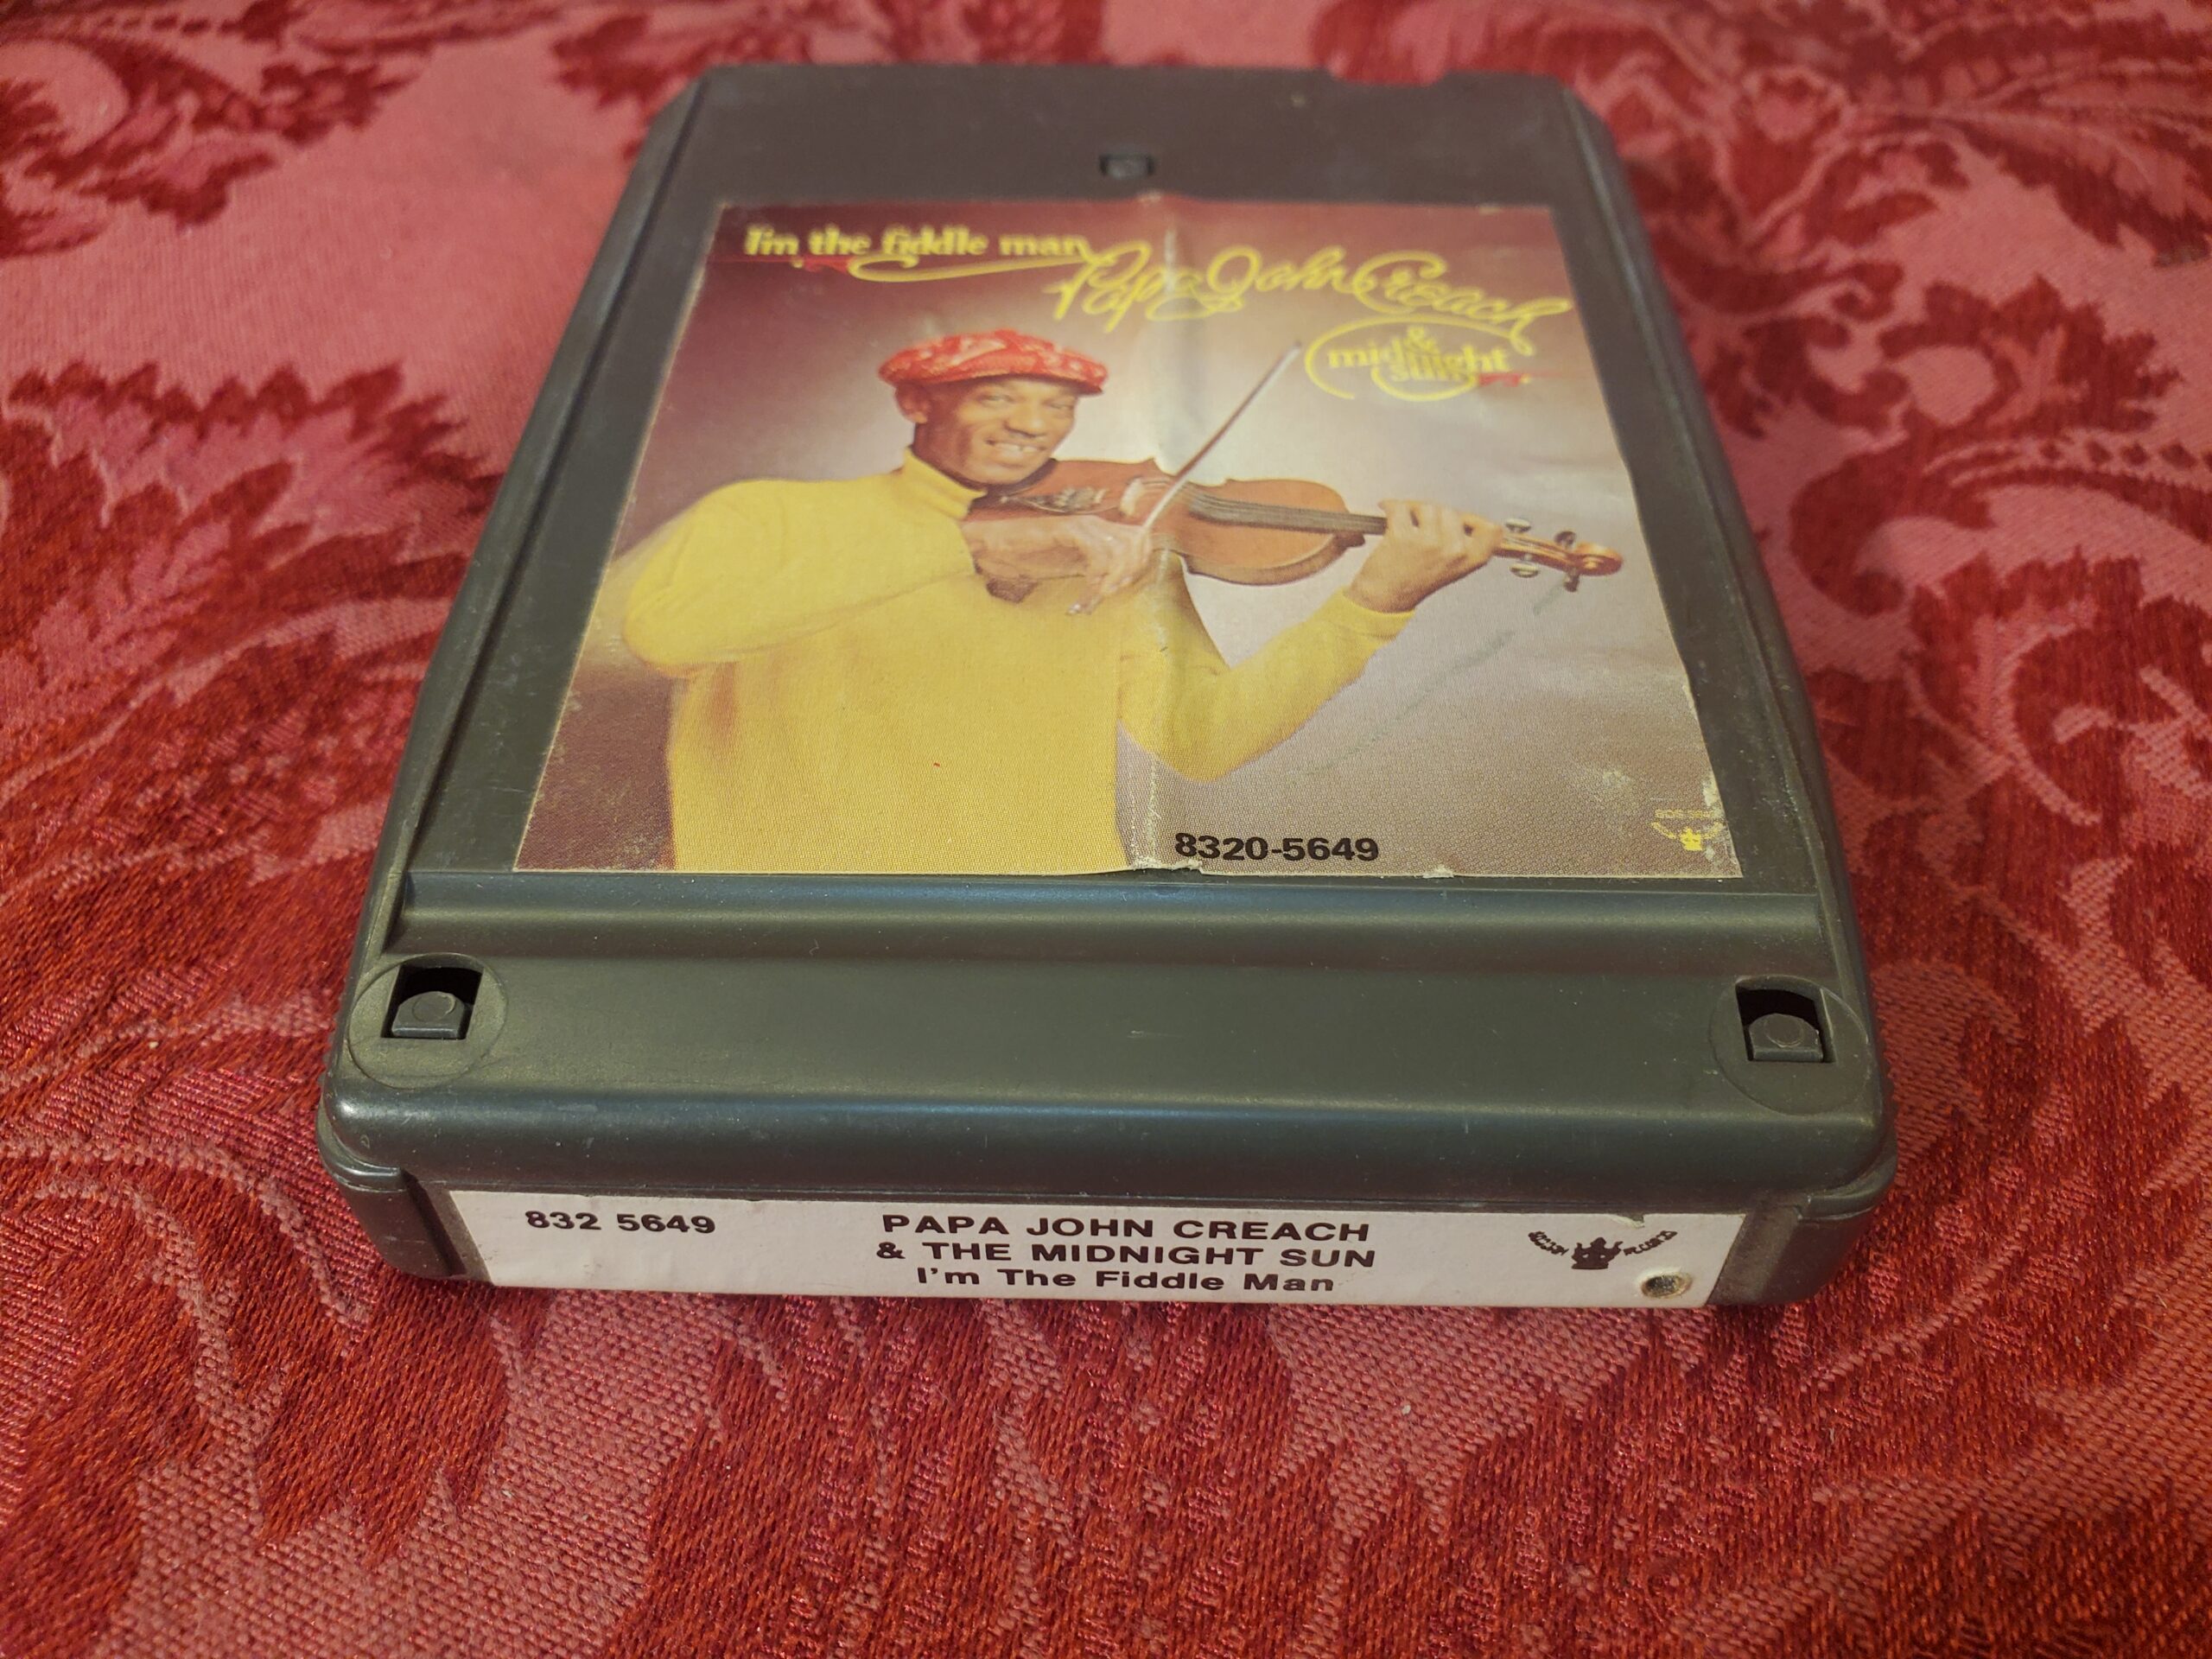 I'm the fiddle man
Papa John Creach
&
midnight
sun
8320-5649
832 5649
PAPA JOHN CREACH
& THE MIDNIGHT SUN
I'm The Fiddle Man